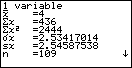 1 variable
x̄ =4
Σx =436
Σx² =2444
σx =2.53417014
sx =2.54587538
n =109 ↓